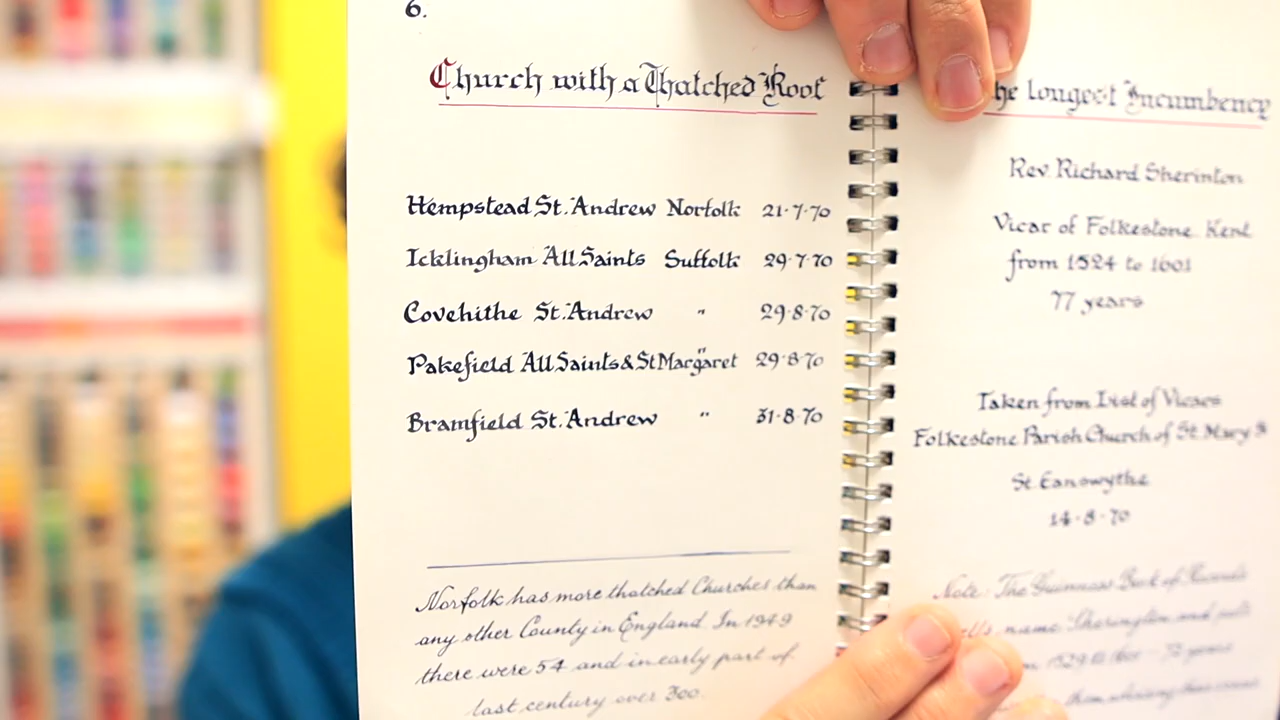 6.
Church with a Thatched Roof
Hempstead St. Andrew Norfolk 21·7·70
Icklingham All Saints Suffolk 29·7·70
Covehithe St. Andrew " 29·8·70
Pakefield All Saints & St Margaret " 29·8·70
Bramfield St. Andrew " 31·8·70
Norfolk has more thatched Churches than
any other County in England. In 1949
there were 54 and in early part of
last century over 300.
he Longest Incumbency
Rev. Richard Sherinton
Vicar of Folkestone. Kent
from 1524 to 1601
77 years
Taken from List of Vicars
Folkestone Parish Church of St. Mary &
St Eanswythe
14·8·70
Note: The Guinness Book of Records
name Sherington and